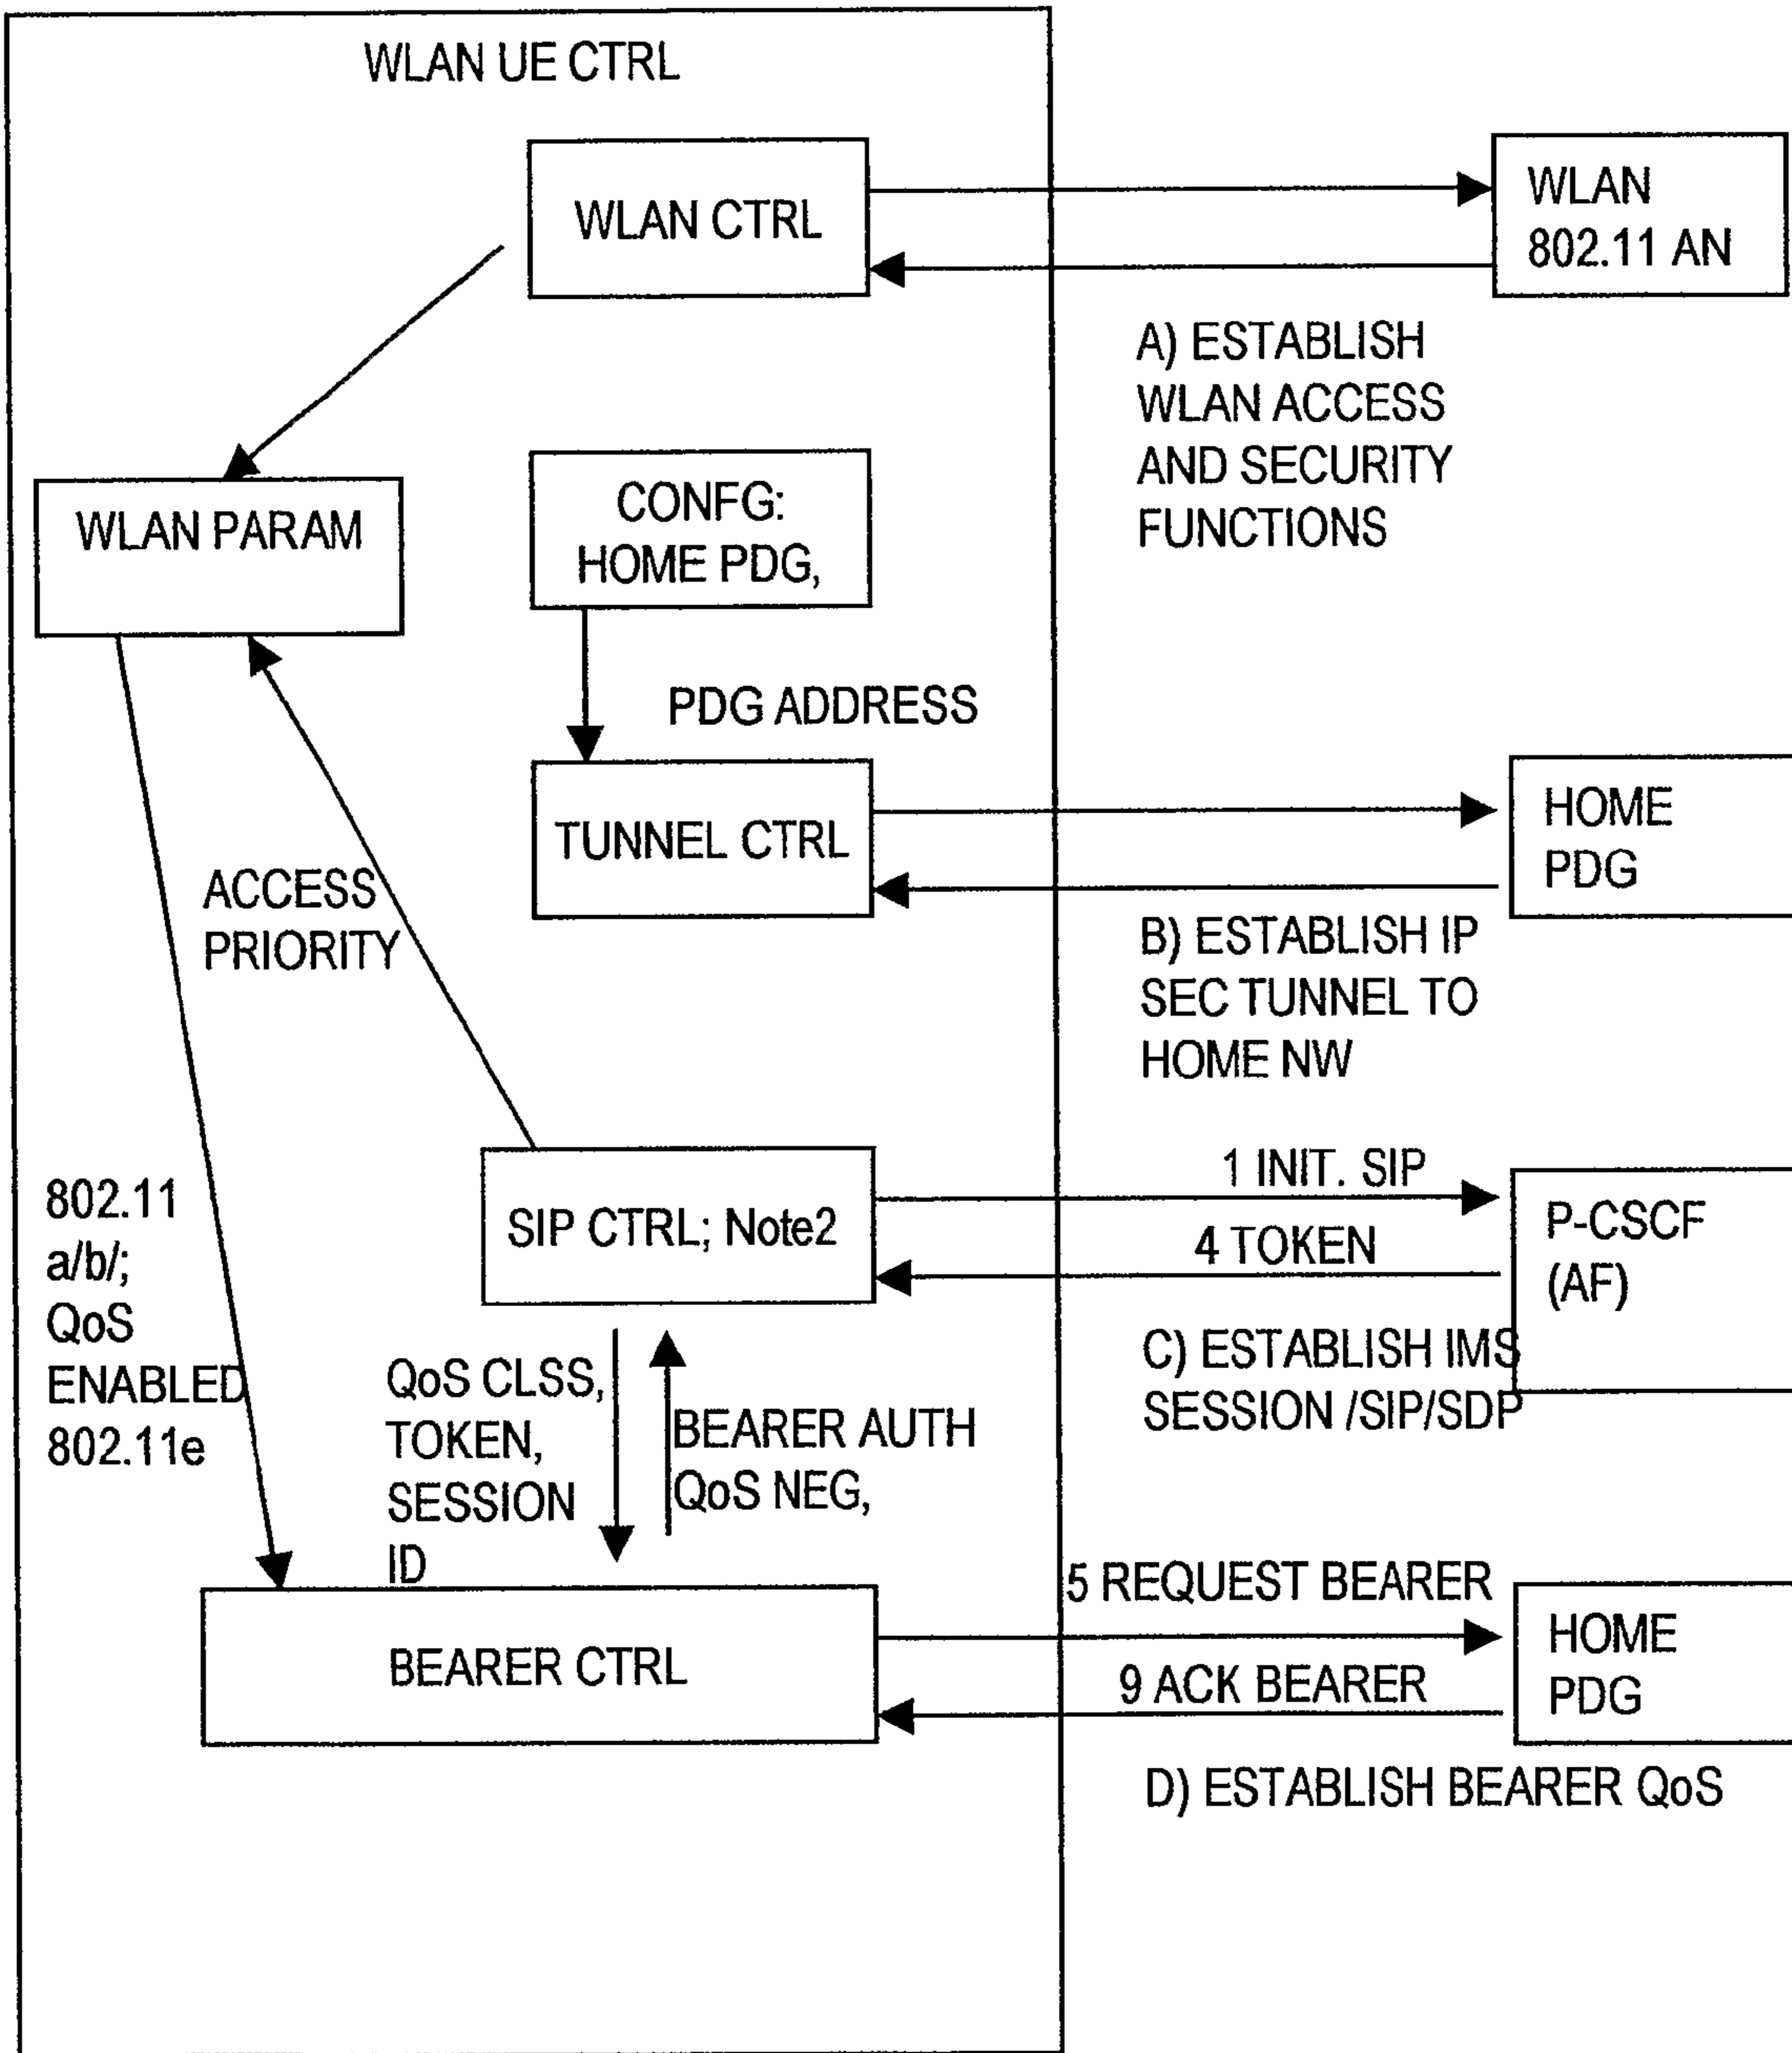 WLAN UE CTRL
WLAN CTRL
WLAN
802.11 AN
A) ESTABLISH
WLAN ACCESS
AND SECURITY
FUNCTIONS
WLAN PARAM
CONFG:
HOME PDG,
PDG ADDRESS
TUNNEL CTRL
HOME
PDG
B) ESTABLISH IP
SEC TUNNEL TO
HOME NW
ACCESS
PRIORITY
SIP CTRL; Note2
1 INIT. SIP
4 TOKEN
P-CSCF
(AF)
C) ESTABLISH IMS
SESSION /SIP/SDP
802.11
a/b/;
QoS
ENABLED
802.11e
QoS CLSS,
TOKEN,
SESSION
ID
BEARER AUTH
QoS NEG,
BEARER CTRL
5 REQUEST BEARER
9 ACK BEARER
HOME
PDG
D) ESTABLISH BEARER QoS